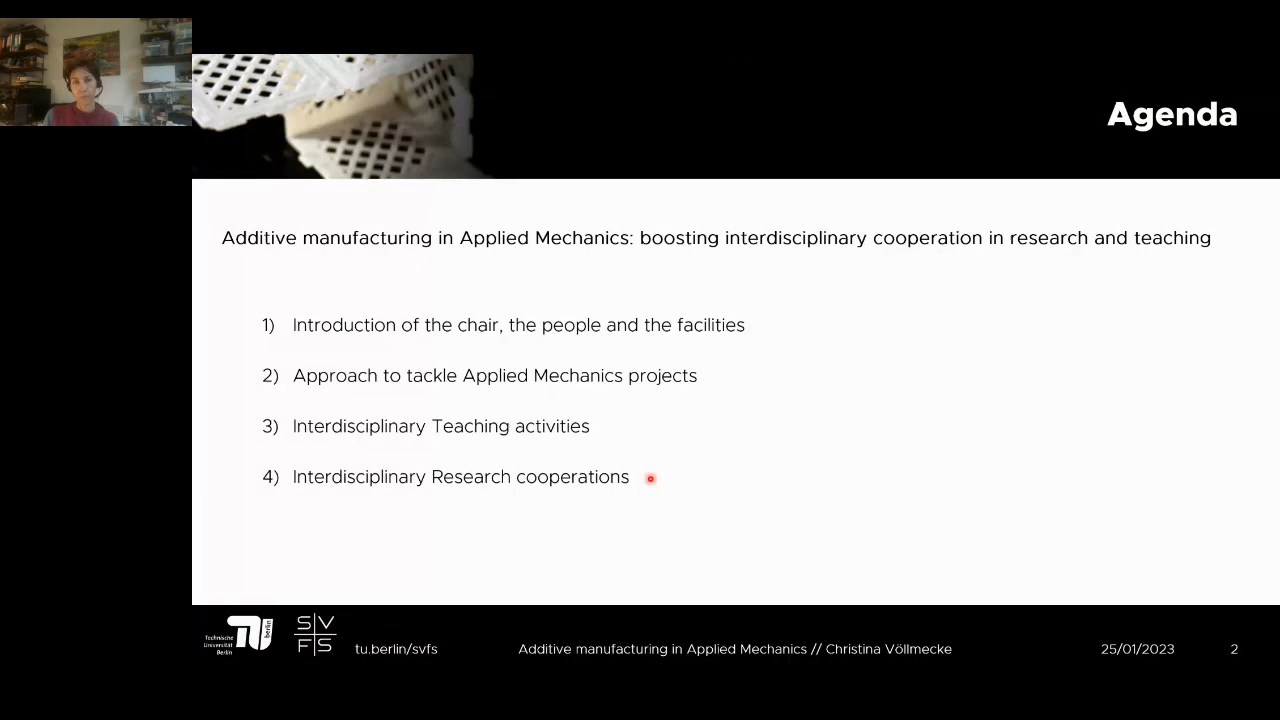 Agenda
Additive manufacturing in Applied Mechanics: boosting interdisciplinary cooperation in research and teaching
1) Introduction of the chair, the people and the facilities
2) Approach to tackle Applied Mechanics projects
3) Interdisciplinary Teaching activities
4) Interdisciplinary Research cooperations
Technische
Universität
Berlin
TU
berlin
S V
F S
tu.berlin/svfs
Additive manufacturing in Applied Mechanics // Christina Völlmecke
25/01/2023
2